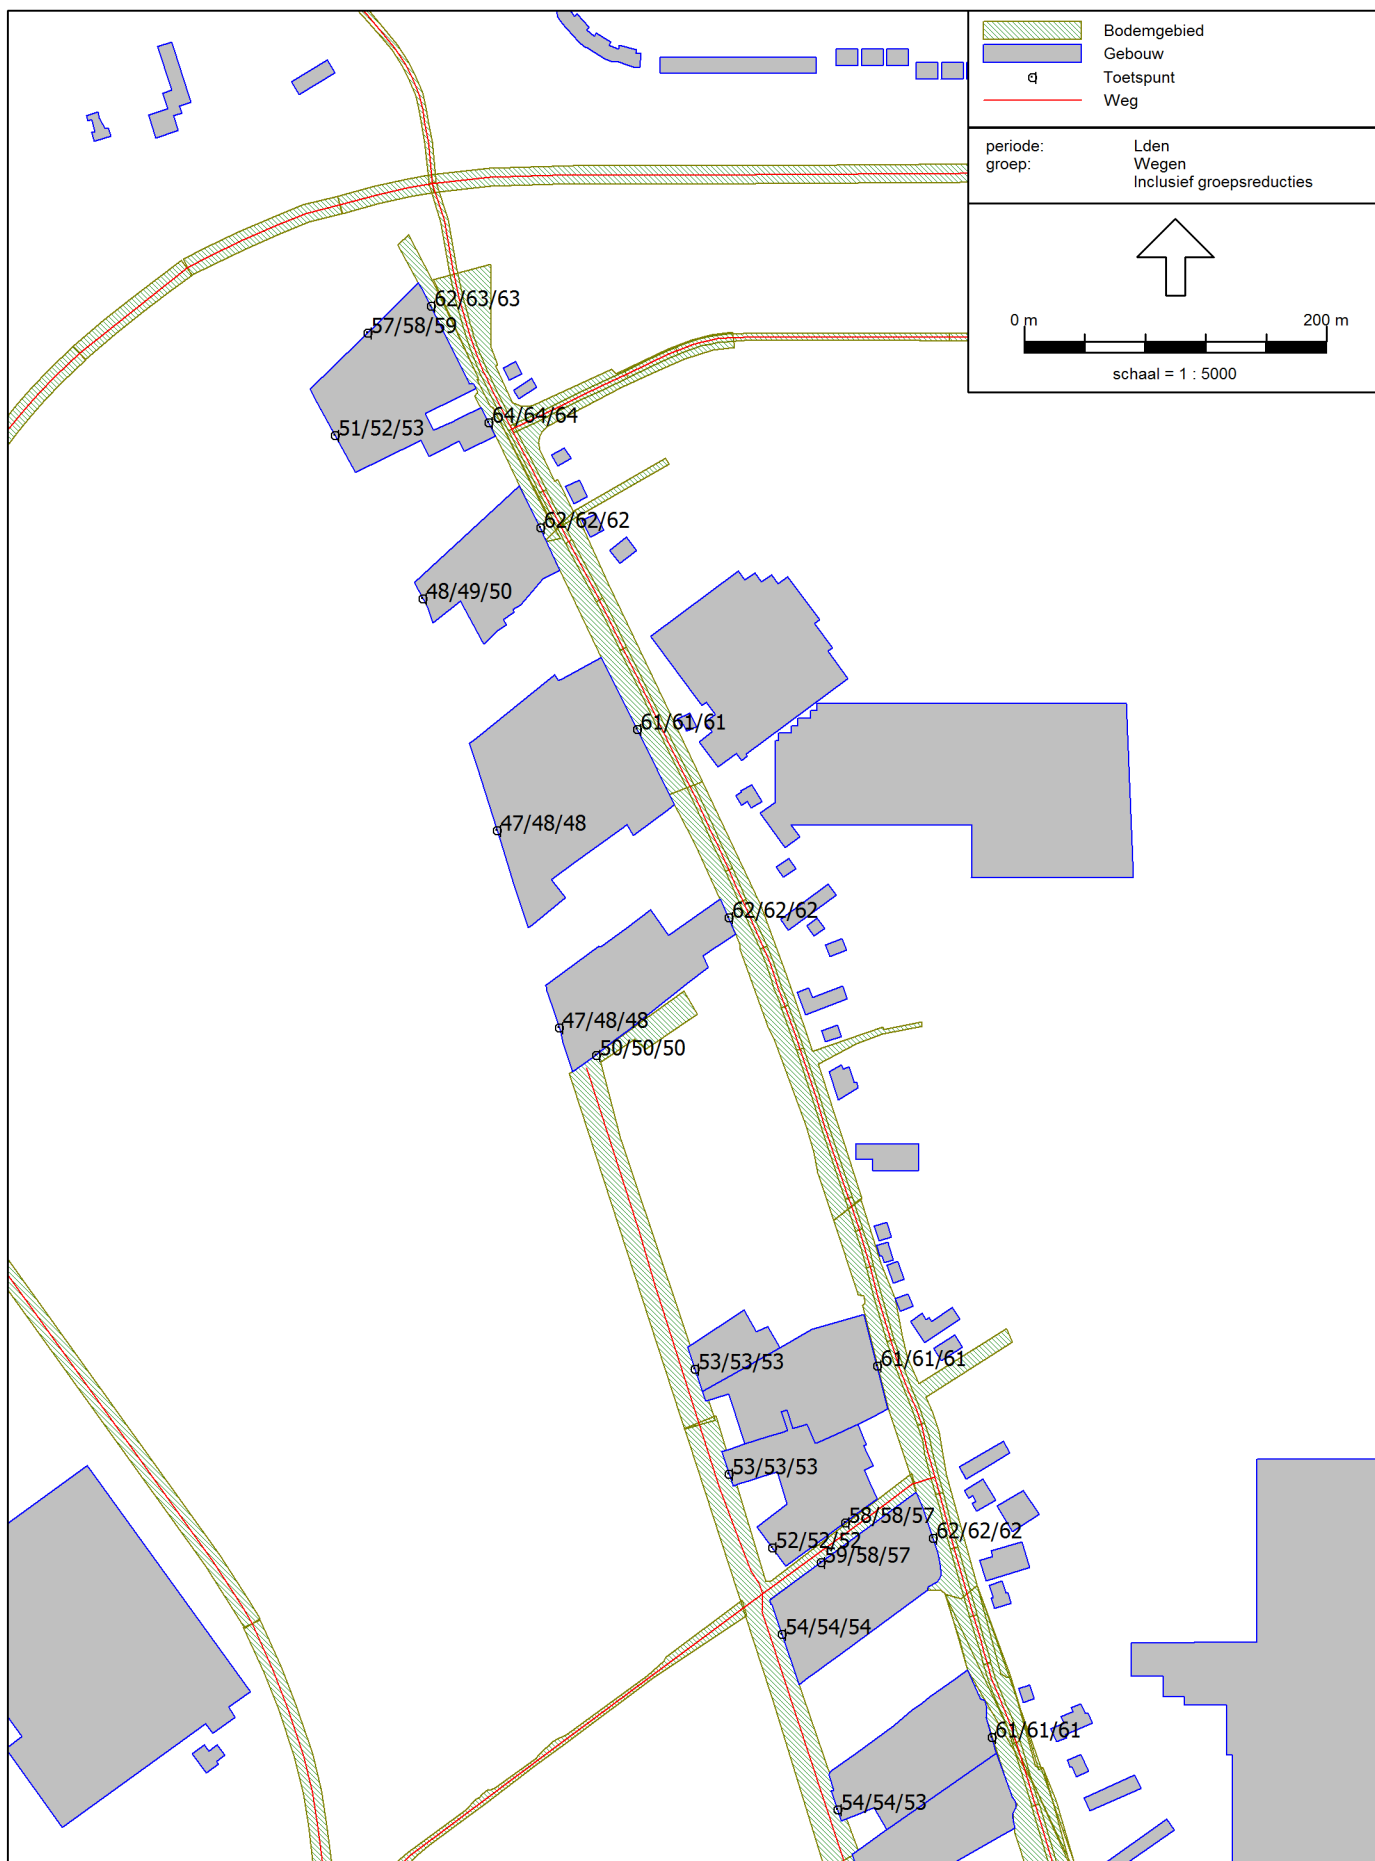 Bodemgebied
Gebouw
Toetspunt
Weg
periode: Lden
groep: Wegen
Inclusief groepsreducties
0 m 200 m
schaal = 1 : 5000
62/63/63
57/58/59
64/64/64
51/52/53
62/62/62
48/49/50
61/61/61
47/48/48
62/62/62
47/48/48
50/50/50
53/53/53
61/61/61
53/53/53
58/58/57
62/62/62
52/52/52
59/58/57
54/54/54
61/61/61
54/54/53